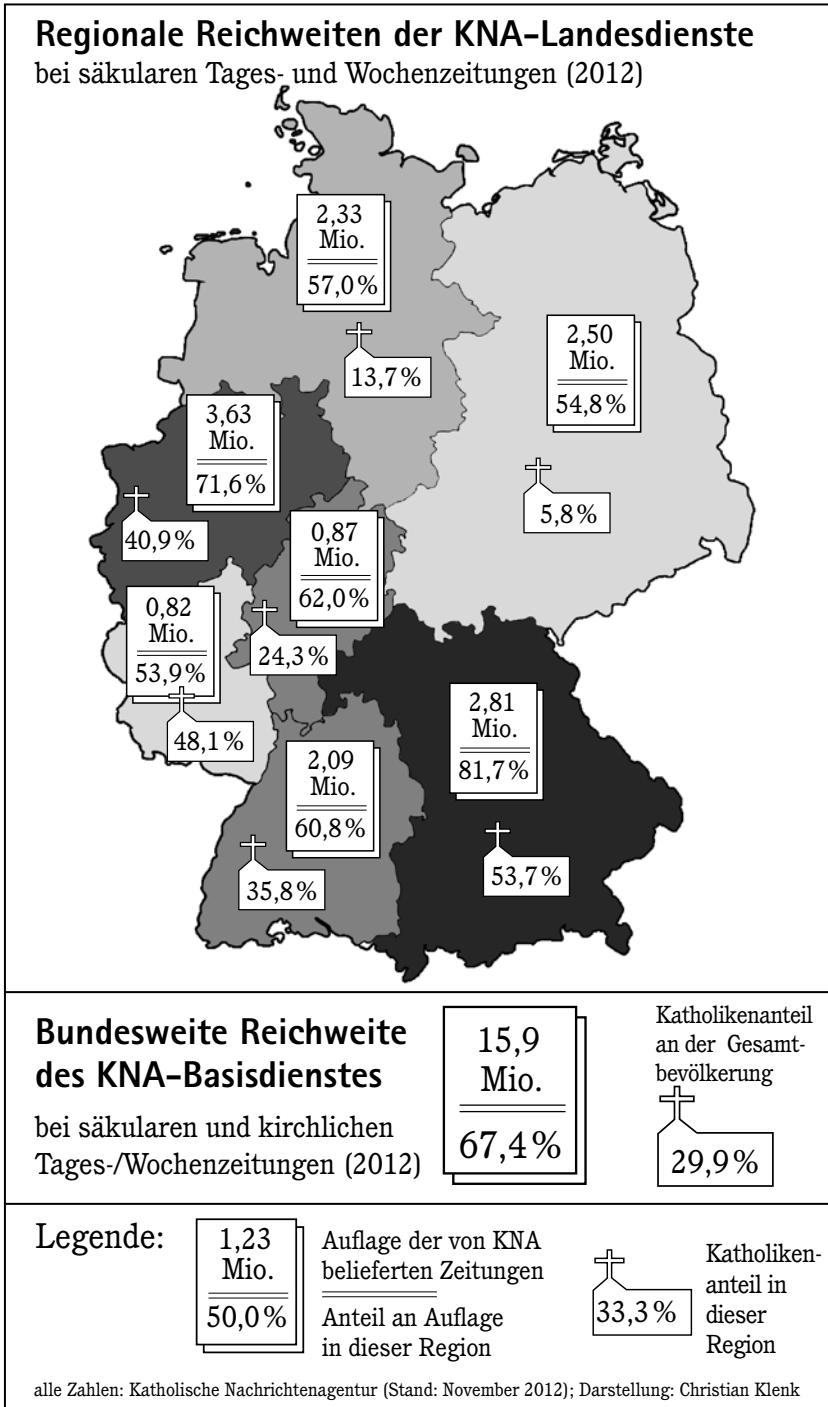 Regionale Reichweiten der KNA-Landesdienste
bei säkularen Tages- und Wochenzeitungen (2012)
2,33
Mio.
57,0%
13,7%
2,50
Mio.
54,8%
5,8%
3,63
Mio.
71,6%
40,9%
0,87
Mio.
62,0%
24,3%
0,82
Mio.
53,9%
48,1%
2,81
Mio.
81,7%
53,7%
2,09
Mio.
60,8%
35,8%
Bundesweite Reichweite
des KNA-Basisdienstes
bei säkularen und kirchlichen
Tages-/Wochenzeitungen (2012)
15,9
Mio.
67,4%
Katholikenanteil
an der Gesamt-
bevölkerung
29,9%
Legende:
1,23
Mio.
50,0%
Auflage der von KNA
belieferten Zeitungen
Anteil an Auflage
in dieser Region
33,3%
Katholiken-
anteil in
dieser
Region
alle Zahlen: Katholische Nachrichtenagentur (Stand: November 2012); Darstellung: Christian Klenk